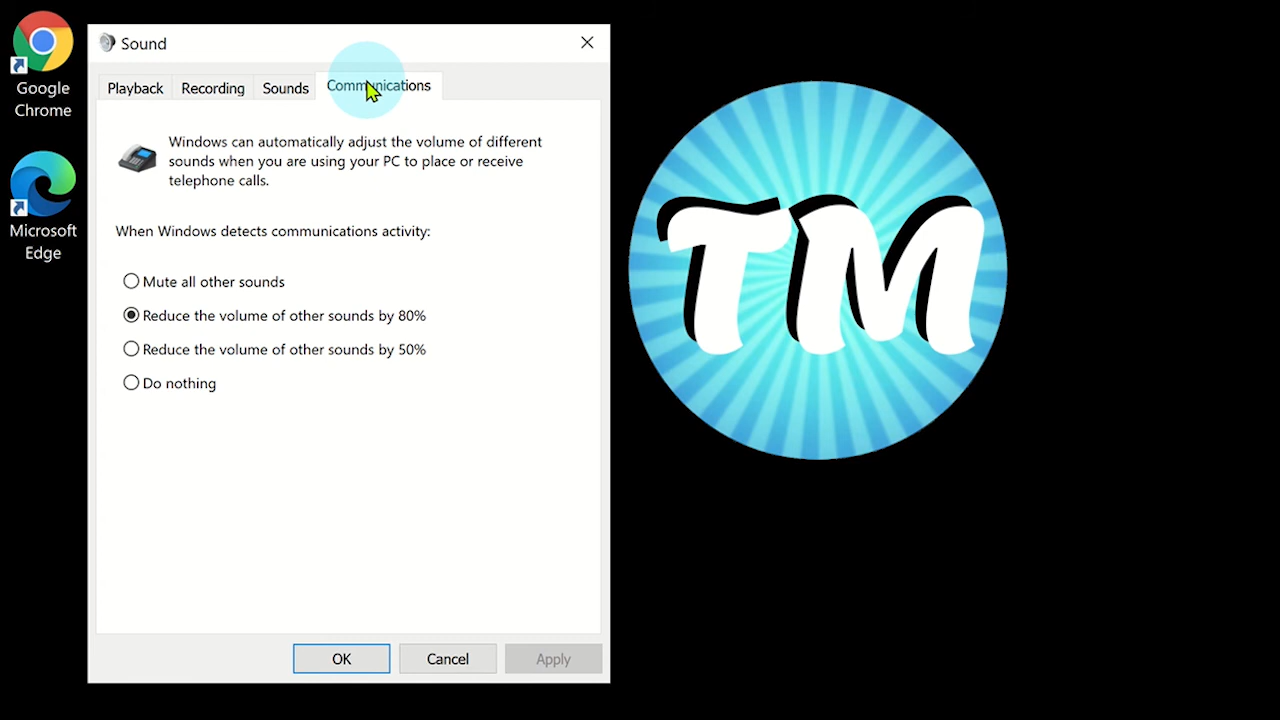 Google
Chrome
Microsoft
Edge
Sound
Playback Recording Sounds Communications
Windows can automatically adjust the volume of different
sounds when you are using your PC to place or receive
telephone calls.
When Windows detects communications activity:
Mute all other sounds
Reduce the volume of other sounds by 80%
Reduce the volume of other sounds by 50%
Do nothing
OK Cancel Apply
TM